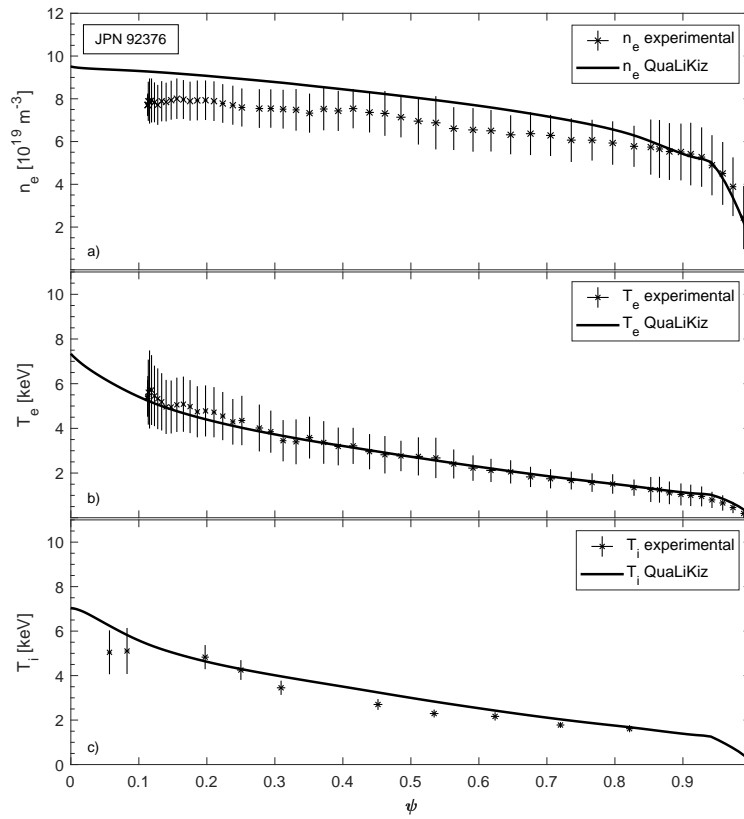 JPN 92376
n_e experimental
n_e QuaLiKiz
12
10
8
6
4
2
n_e [10^19 m^-3]
a)
T_e experimental
T_e QuaLiKiz
10
8
6
4
2
T_e [keV]
b)
T_i experimental
T_i QuaLiKiz
10
8
6
4
2
0
T_i [keV]
c)
0 0.1 0.2 0.3 0.4 0.5 0.6 0.7 0.8 0.9
ψ